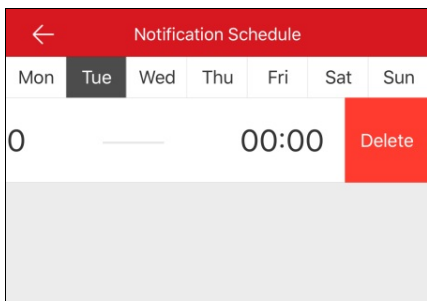 Notification Schedule
Mon Tue Wed Thu Fri Sat Sun
0 00:00 Delete